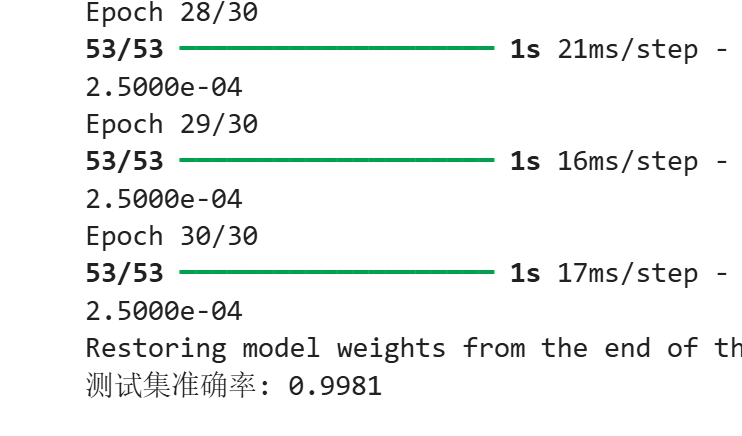 Epoch 28/30
53/53 ━━━━━━━━━━━━━━━━━━━━ 1s 21ms/step -
2.5000e-04
Epoch 29/30
53/53 ━━━━━━━━━━━━━━━━━━━━ 1s 16ms/step -
2.5000e-04
Epoch 30/30
53/53 ━━━━━━━━━━━━━━━━━━━━ 1s 17ms/step -
2.5000e-04
Restoring model weights from the end of th
测试集准确率: 0.9981